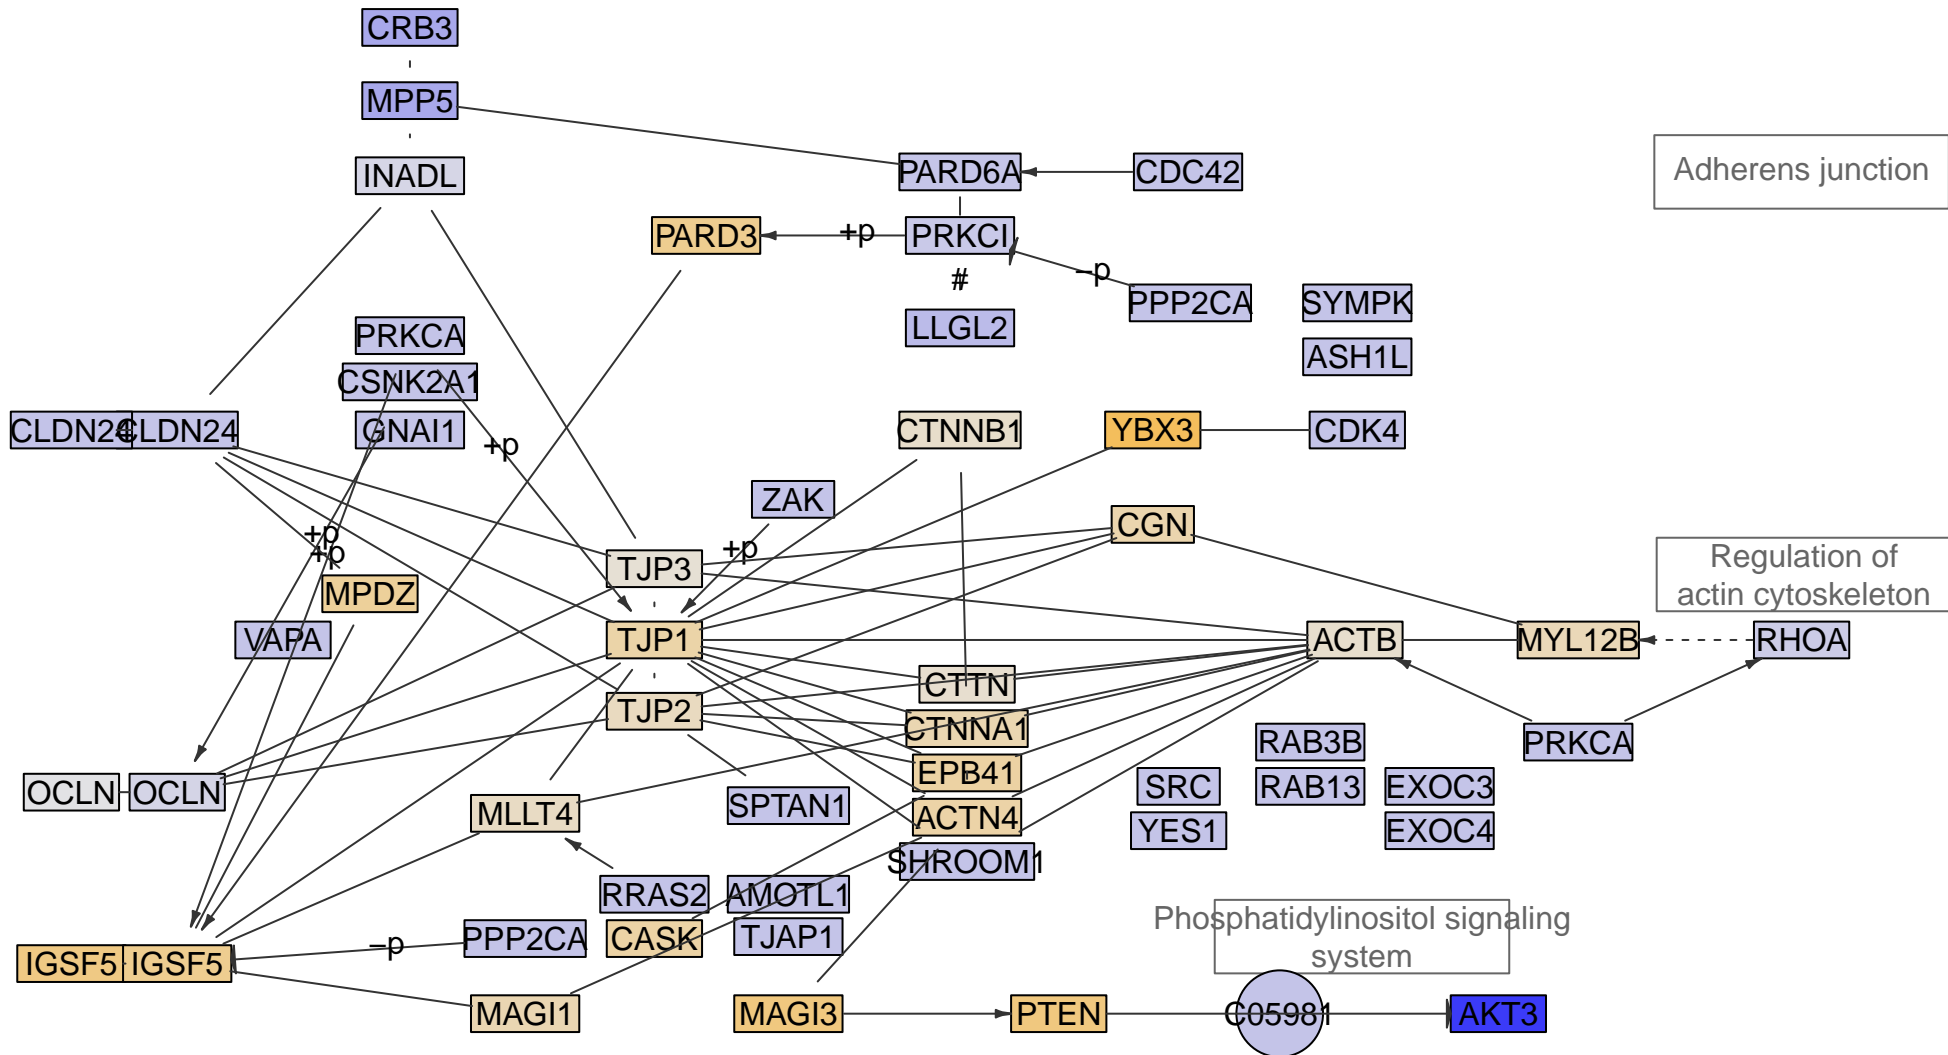 CRB3
MPP5
INADL
PARD6A
CDC42
Adherens junction
PARD3
+p
PRKCI
#
–p
LLGL2
PPP2CA
SYMPK
ASH1L
PRKCA
CSNK2A1
GNAI1
CLDN24
CLDN24
+p
CTNNB1
YBX3
CDK4
ZAK
+p
CGN
+p
+p
TJP3
Regulation of
actin cytoskeleton
MPDZ
VAPA
TJP1
ACTB
MYL12B
RHOA
CTTN
TJP2
CTNNA1
RAB3B
PRKCA
EPB41
OCLN
OCLN
SRC
RAB13
EXOC3
MLLT4
SPTAN1
ACTN4
YES1
EXOC4
SHROOM1
RRAS2
AMOTL1
Phosphatidylinositol signaling
system
PPP2CA
CASK
TJAP1
–p
IGSF5
IGSF5
MAGI1
MAGI3
PTEN
C05981
AKT3